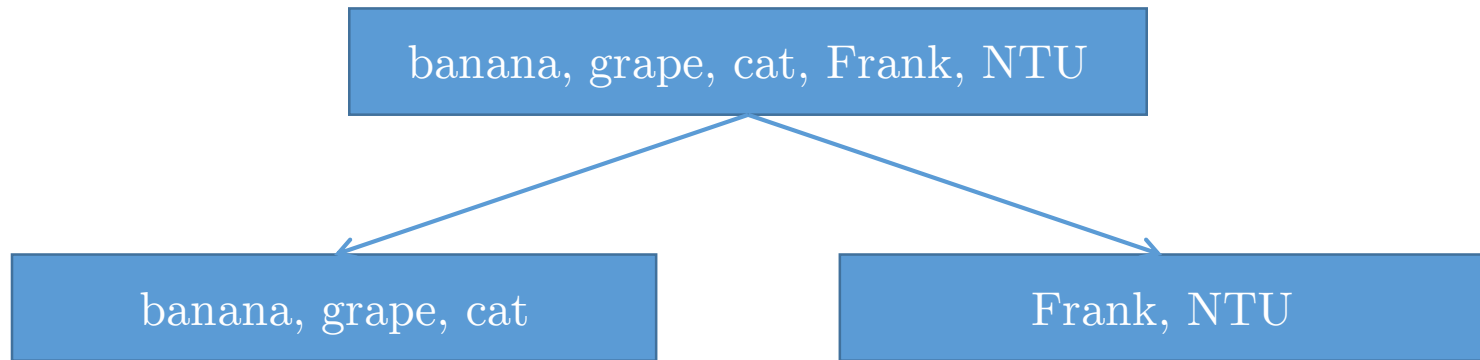 banana, grape, cat, Frank, NTU
banana, grape, cat
Frank, NTU